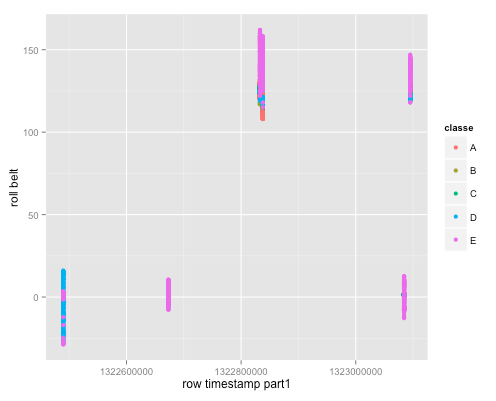 150
100
50
0
roll belt
1322600000
1322800000
1323000000
row timestamp part1
classe
A
B
C
D
E